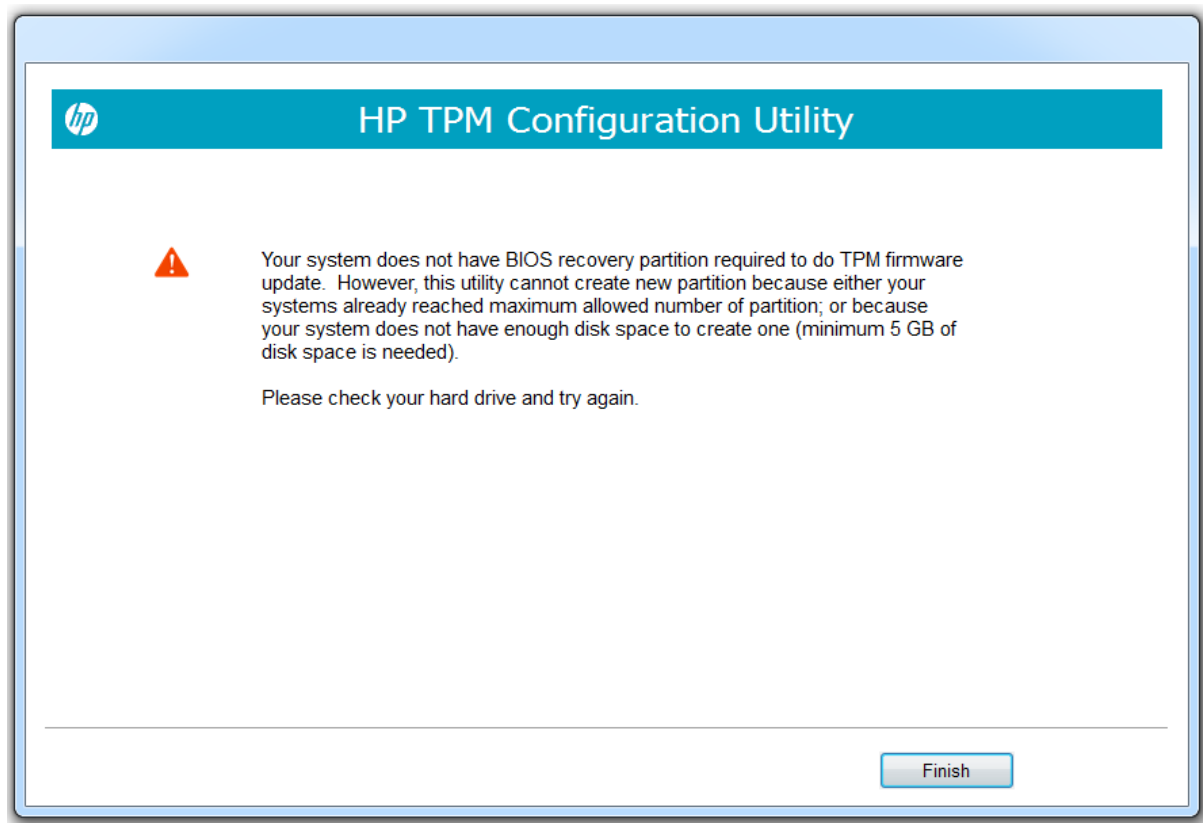 hp
HP TPM Configuration Utility
Your system does not have BIOS recovery partition required to do TPM firmware
update.  However, this utility cannot create new partition because either your
systems already reached maximum allowed number of partition; or because
your system does not have enough disk space to create one (minimum 5 GB of
disk space is needed).
Please check your hard drive and try again.
Finish